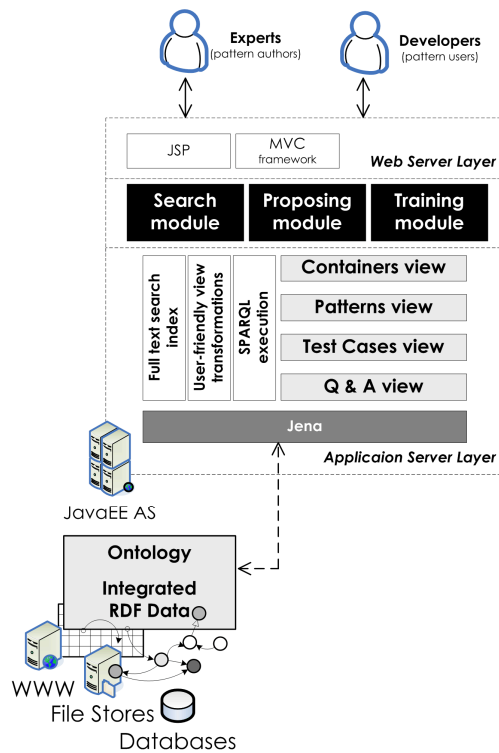 Experts
(pattern authors)
Developers
(pattern users)
JSP
MVC
framework
Web Server Layer
Search
module
Proposing
module
Training
module
Full text search
index
User-friendly view
transformations
SPARQL
execution
Containers view
Patterns view
Test Cases view
Q & A view
Jena
Applicaion Server Layer
JavaEE AS
Ontology
Integrated
RDF Data
WWW
File Stores
Databases